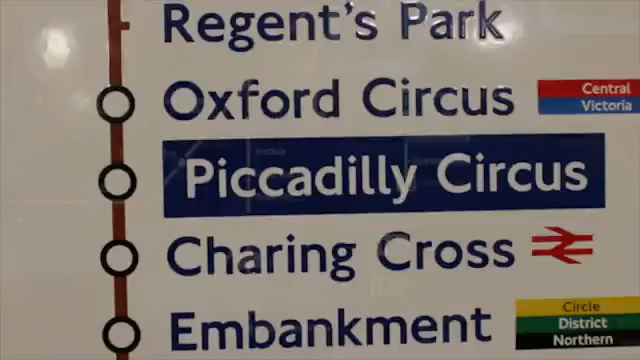 Regent's Park
Oxford Circus
Central
Victoria
Piccadilly Circus
Charing Cross
Embankment
Circle
District
Northern